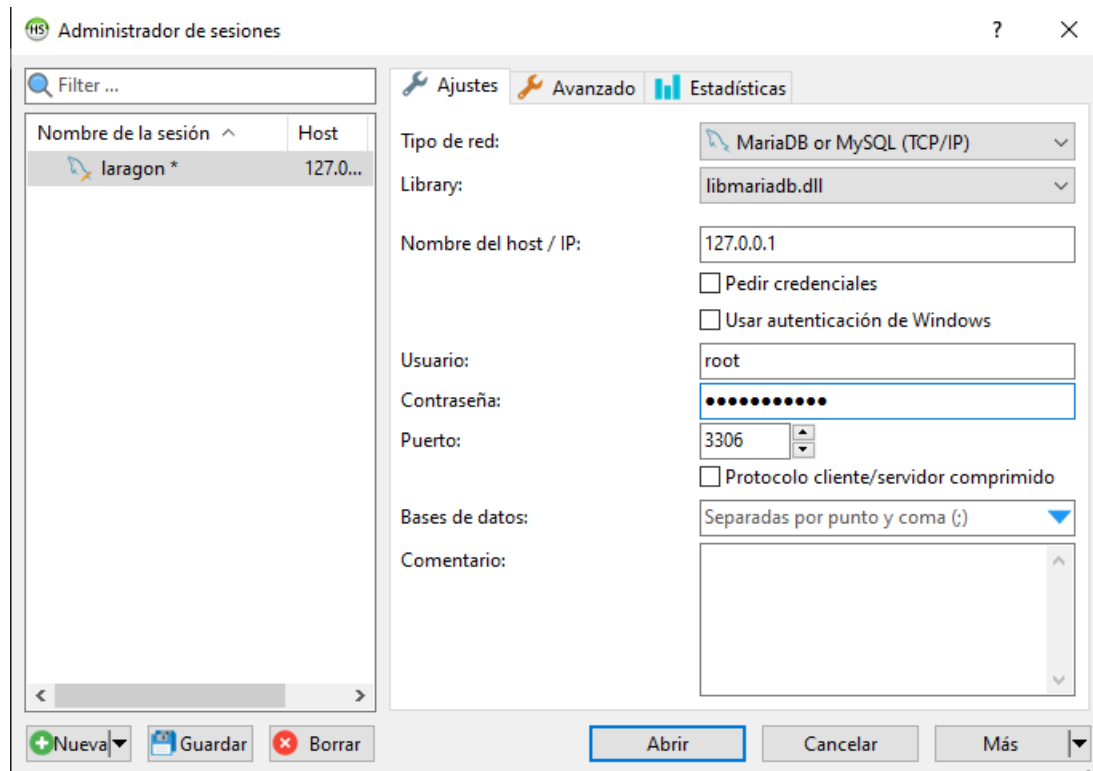 HS Administrador de sesiones ?
Filter ...
Nombre de la sesión Host
laragon * 127.0...
Ajustes Avanzado Estadísticas
Tipo de red: MariaDB or MySQL (TCP/IP)
Library: libmariadb.dll
Nombre del host / IP: 127.0.0.1
Pedir credenciales
Usar autenticación de Windows
Usuario: root
Contraseña: •••••••••••
Puerto: 3306
Protocolo cliente/servidor comprimido
Bases de datos: Separadas por punto y coma (;)
Comentario:
Nueva Guardar Borrar Abrir Cancelar Más